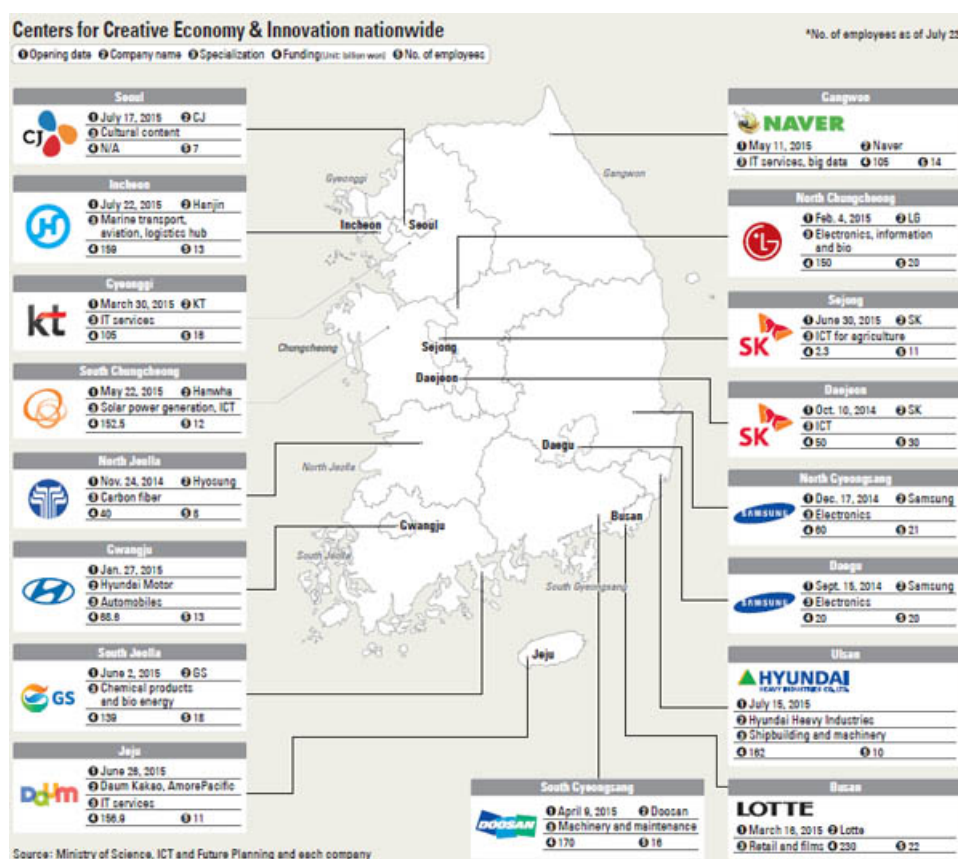 Centers for Creative Economy & Innovation nationwide
*No. of employees as of July 23
❶Opening date ❷Company name ❸Specialization ❹Funding(Unit: billion won) ❺No. of employees
Seoul
CJ
❶July 17, 2015 ❷CJ
❸Cultural content
❹N/A ❺7
Incheon
❶July 22, 2015 ❷Hanjin
❸Marine transport,
aviation, logistics hub
❹159 ❺13
Gyeonggi
kt
❶March 30, 2015 ❷KT
❸IT services
❹105 ❺16
South Chungcheong
❶May 22, 2015 ❷Hanwha
❸Solar power generation, ICT
❹152.5 ❺12
North Jeolla
❶Nov. 24, 2014 ❷Hyosung
❸Carbon fiber
❹40 ❺6
Gwangju
❶Jan. 27, 2015
❷Hyundai Motor
❸Automobiles
❺13
South Jeolla
GS
❶June 2, 2015 ❷GS
❸Chemical products
and bio energy
❹139 ❺18
Jeju
Daum
❶June 26, 2015
❷Daum Kakao, AmorePacific
❸IT services
❹156.9 ❺11
Gyeonggi
Gangwon
Incheon
Seoul
Chungcheong
Sejong
Daejeon
Daegu
North Jeolla
Gwangju
Busan
South Jeolla
South Gyeongsang
Jeju
Gangwon
NAVER
❶May 11, 2015 ❷Naver
❸IT services, big data ❹105 ❺14
North Chungcheong
LG
❶Feb. 4, 2015 ❷LG
❸Electronics, information
and bio
❹150 ❺20
Sejong
SK
❶June 30, 2015 ❷SK
❸ICT for agriculture
❹2.3 ❺11
Daejeon
SK
❶Oct. 10, 2014 ❷SK
❸ICT
❹50 ❺30
North Gyeongsang
SAMSUNG
❶Dec. 17, 2014 ❷Samsung
❸Electronics
❹60 ❺21
Daegu
SAMSUNG
❶Sept. 15, 2014 ❷Samsung
❸Electronics
❹20 ❺20
Ulsan
HYUNDAI
HEAVY INDUSTRIES CO., LTD.
❶July 15, 2015
❷Hyundai Heavy Industries
❸Shipbuilding and machinery
❹162 ❺10
Busan
LOTTE
❶March 16, 2015 ❷Lotte
❸Retail and films ❹230 ❺22
South Gyeongsang
DOOSAN
❶April 9, 2015 ❷Doosan
❸Machinery and maintenance
❹170 ❺16
Source: Ministry of Science, ICT and Future Planning and each company